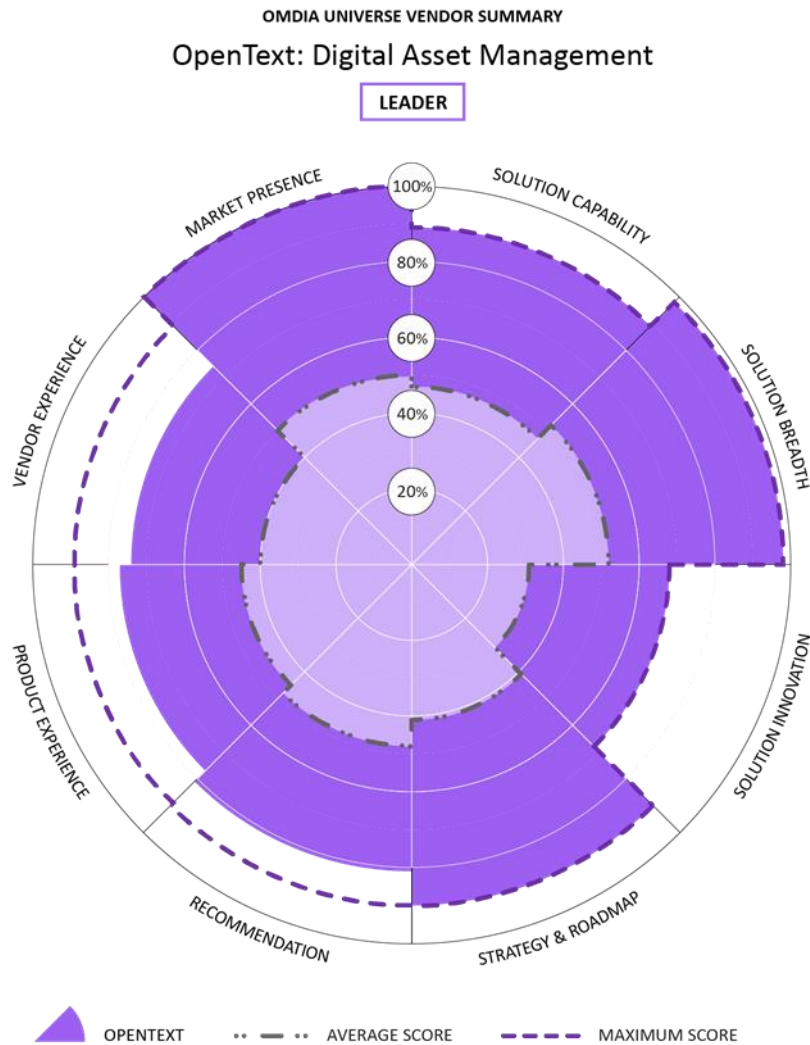 OMDIA UNIVERSE VENDOR SUMMARY
OpenText: Digital Asset Management
LEADER
MARKET PRESENCE
100%
SOLUTION CAPABILITY
80%
60%
VENDOR EXPERIENCE
SOLUTION BREADTH
40%
20%
PRODUCT EXPERIENCE
SOLUTION INNOVATION
RECOMMENDATION
STRATEGY & ROADMAP
OPENTEXT
AVERAGE SCORE
MAXIMUM SCORE